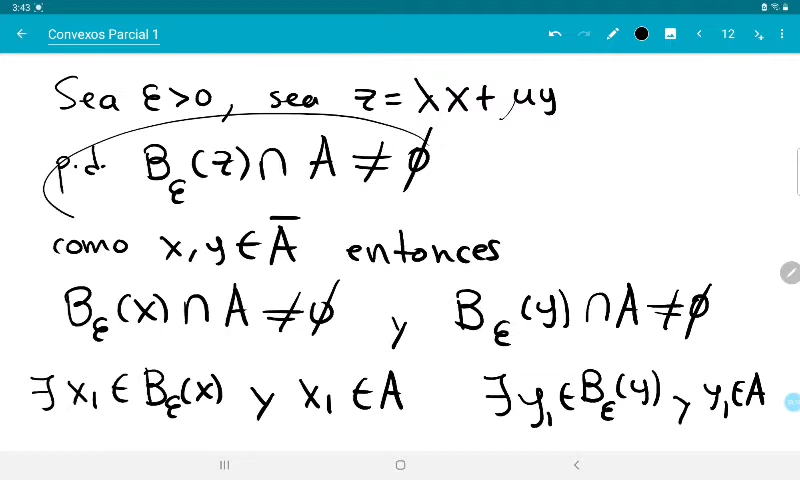 3:43
Convexos Parcial 1
12
Sea ε>0, sea z = λx + μy
p.d. B_ε(z) ∩ A ≠ ∅
como x, y ∈ A̅ entonces
B_ε(x) ∩ A ≠ ∅ y B_ε(y) ∩ A ≠ ∅
∃ x₁ ∈ B_ε(x) y x₁ ∈ A ∃ y₁ ∈ B_ε(y) y y₁ ∈ A